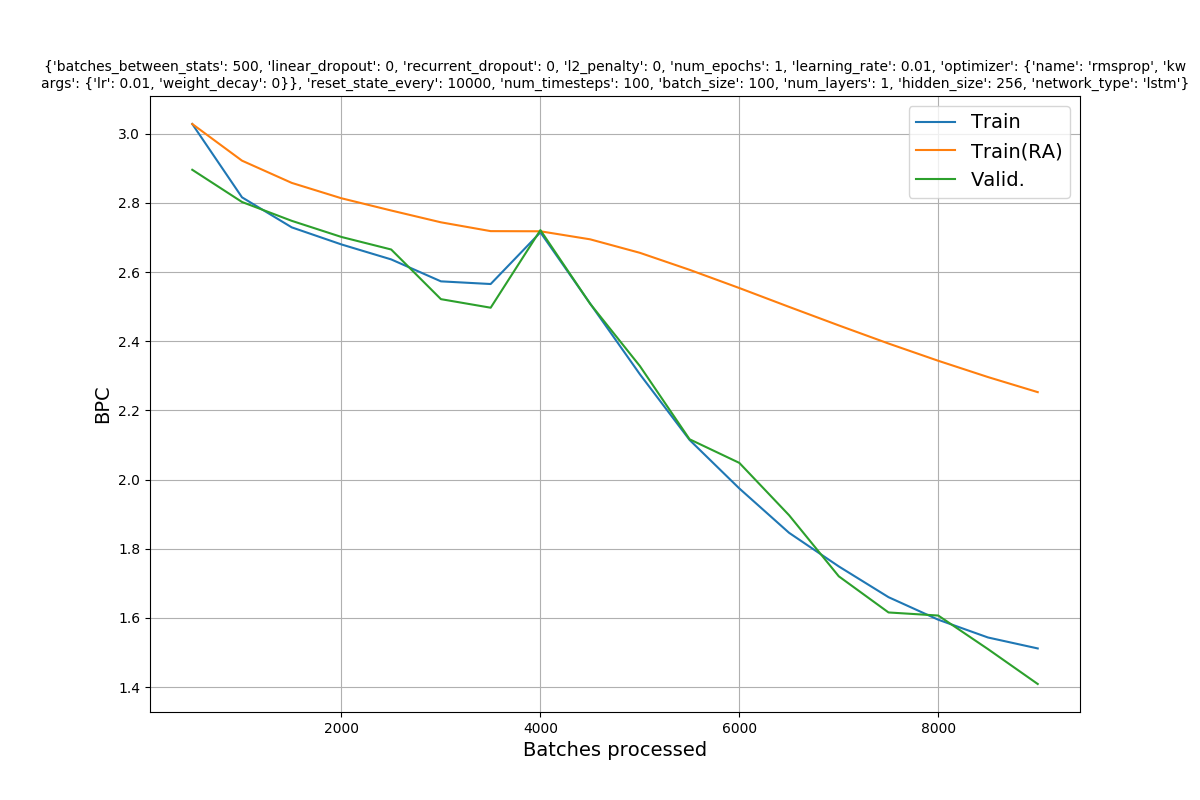 {'batches_between_stats': 500, 'linear_dropout': 0, 'recurrent_dropout': 0, 'l2_penalty': 0, 'num_epochs': 1, 'learning_rate': 0.01, 'optimizer': {'name': 'rmsprop', 'kw
args': {'lr': 0.01, 'weight_decay': 0}}, 'reset_state_every': 10000, 'num_timesteps': 100, 'batch_size': 100, 'num_layers': 1, 'hidden_size': 256, 'network_type': 'lstm'}
Train
Train(RA)
Valid.
3.0
2.8
2.6
2.4
2.2
2.0
1.8
1.6
1.4
BPC
2000 4000 6000 8000
Batches processed